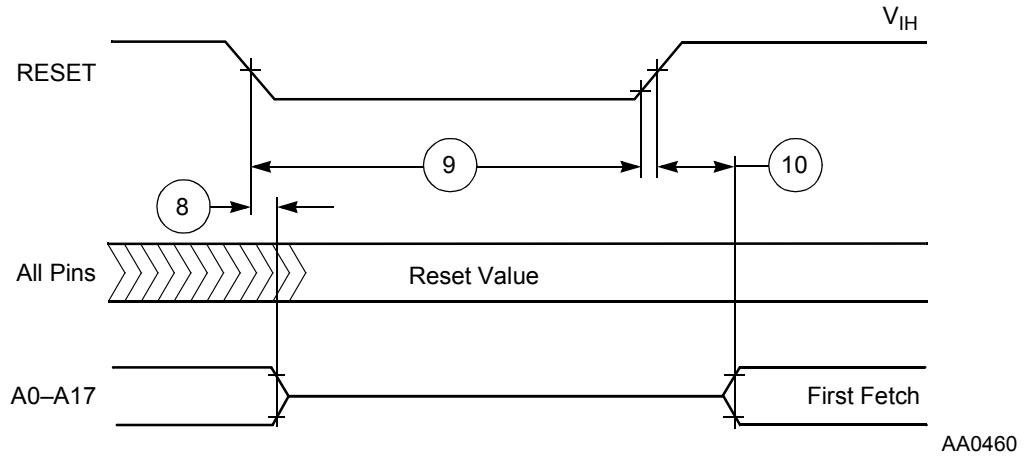 V_IH
RESET
9
10
8
All Pins
Reset Value
A0–A17
First Fetch
AA0460